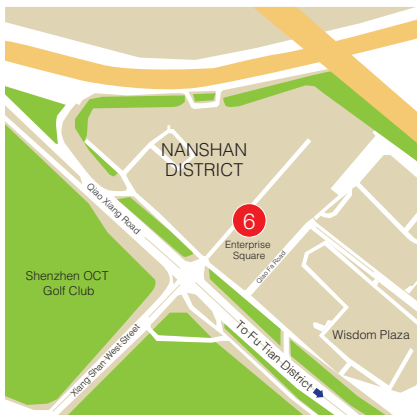 NANSHAN
DISTRICT
6
Enterprise
Square
Qiao Xiang Road
Qiao Fa Road
Shenzhen OCT
Golf Club
Xiang Shan West Street
To Fu Tian District
Wisdom Plaza